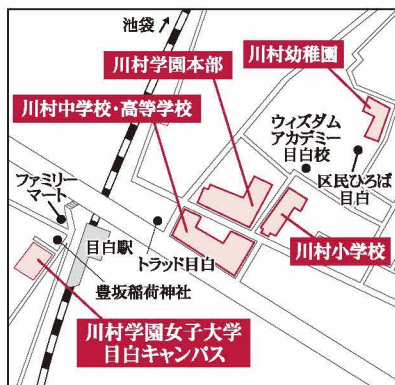 池袋
川村学園本部
川村幼稚園
川村中学校・高等学校
ウィズダム
アカデミー
目白校
区民ひろば
目白
ファミリー
マート
川村小学校
目白駅
トラッド目白
豊坂稲荷神社
川村学園女子大学
目白キャンパス